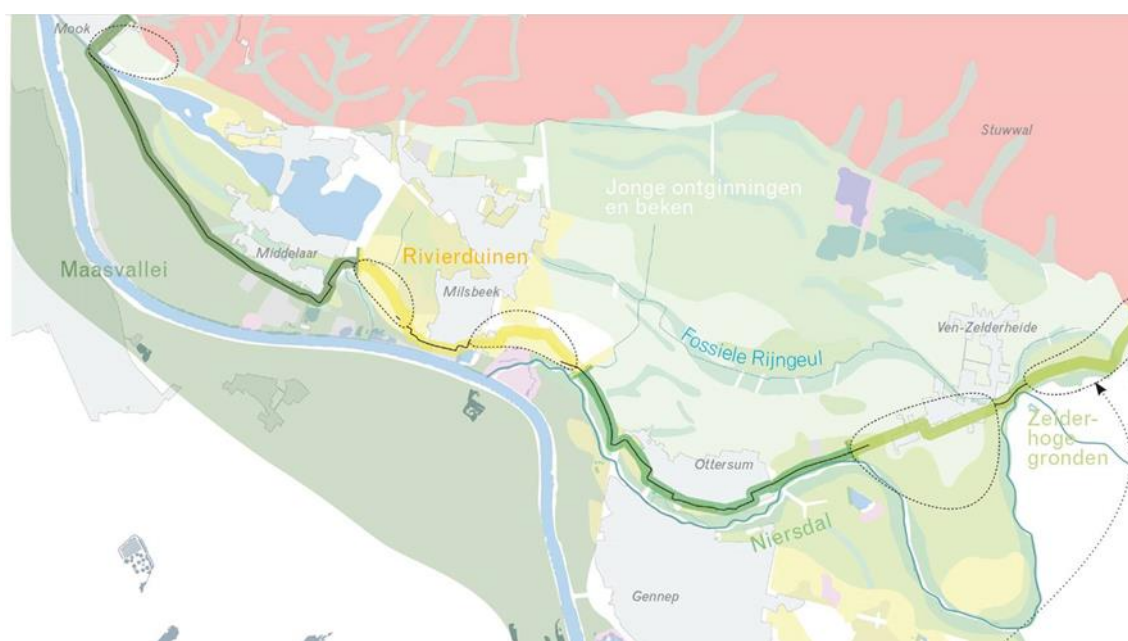 Mook
Stuwwal
Jonge ontginningen
en beken
Middelaar
Rivierduinen
Maasvallei
Milsbeek
Ven-Zelderheide
Fossiele Rijngeul
Zelder-
hoge
gronden
Ottersum
Niersdal
Gennep